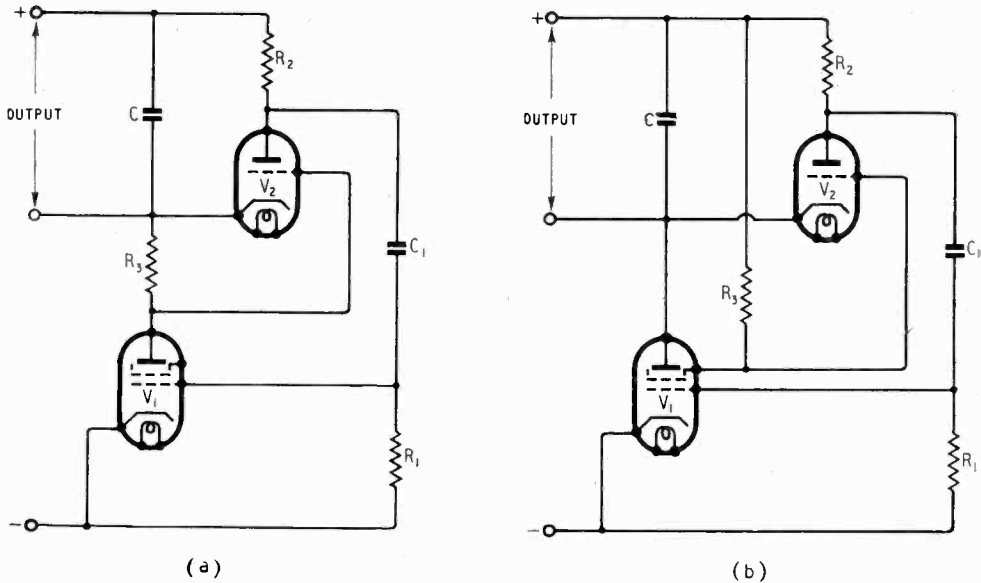 +
R₂
C
OUTPUT
V₂
C₁
R₃
V₁
R₁
−
(a)
+
R₂
C
OUTPUT
V₂
C₁
R₃
V₁
R₁
−
(b)